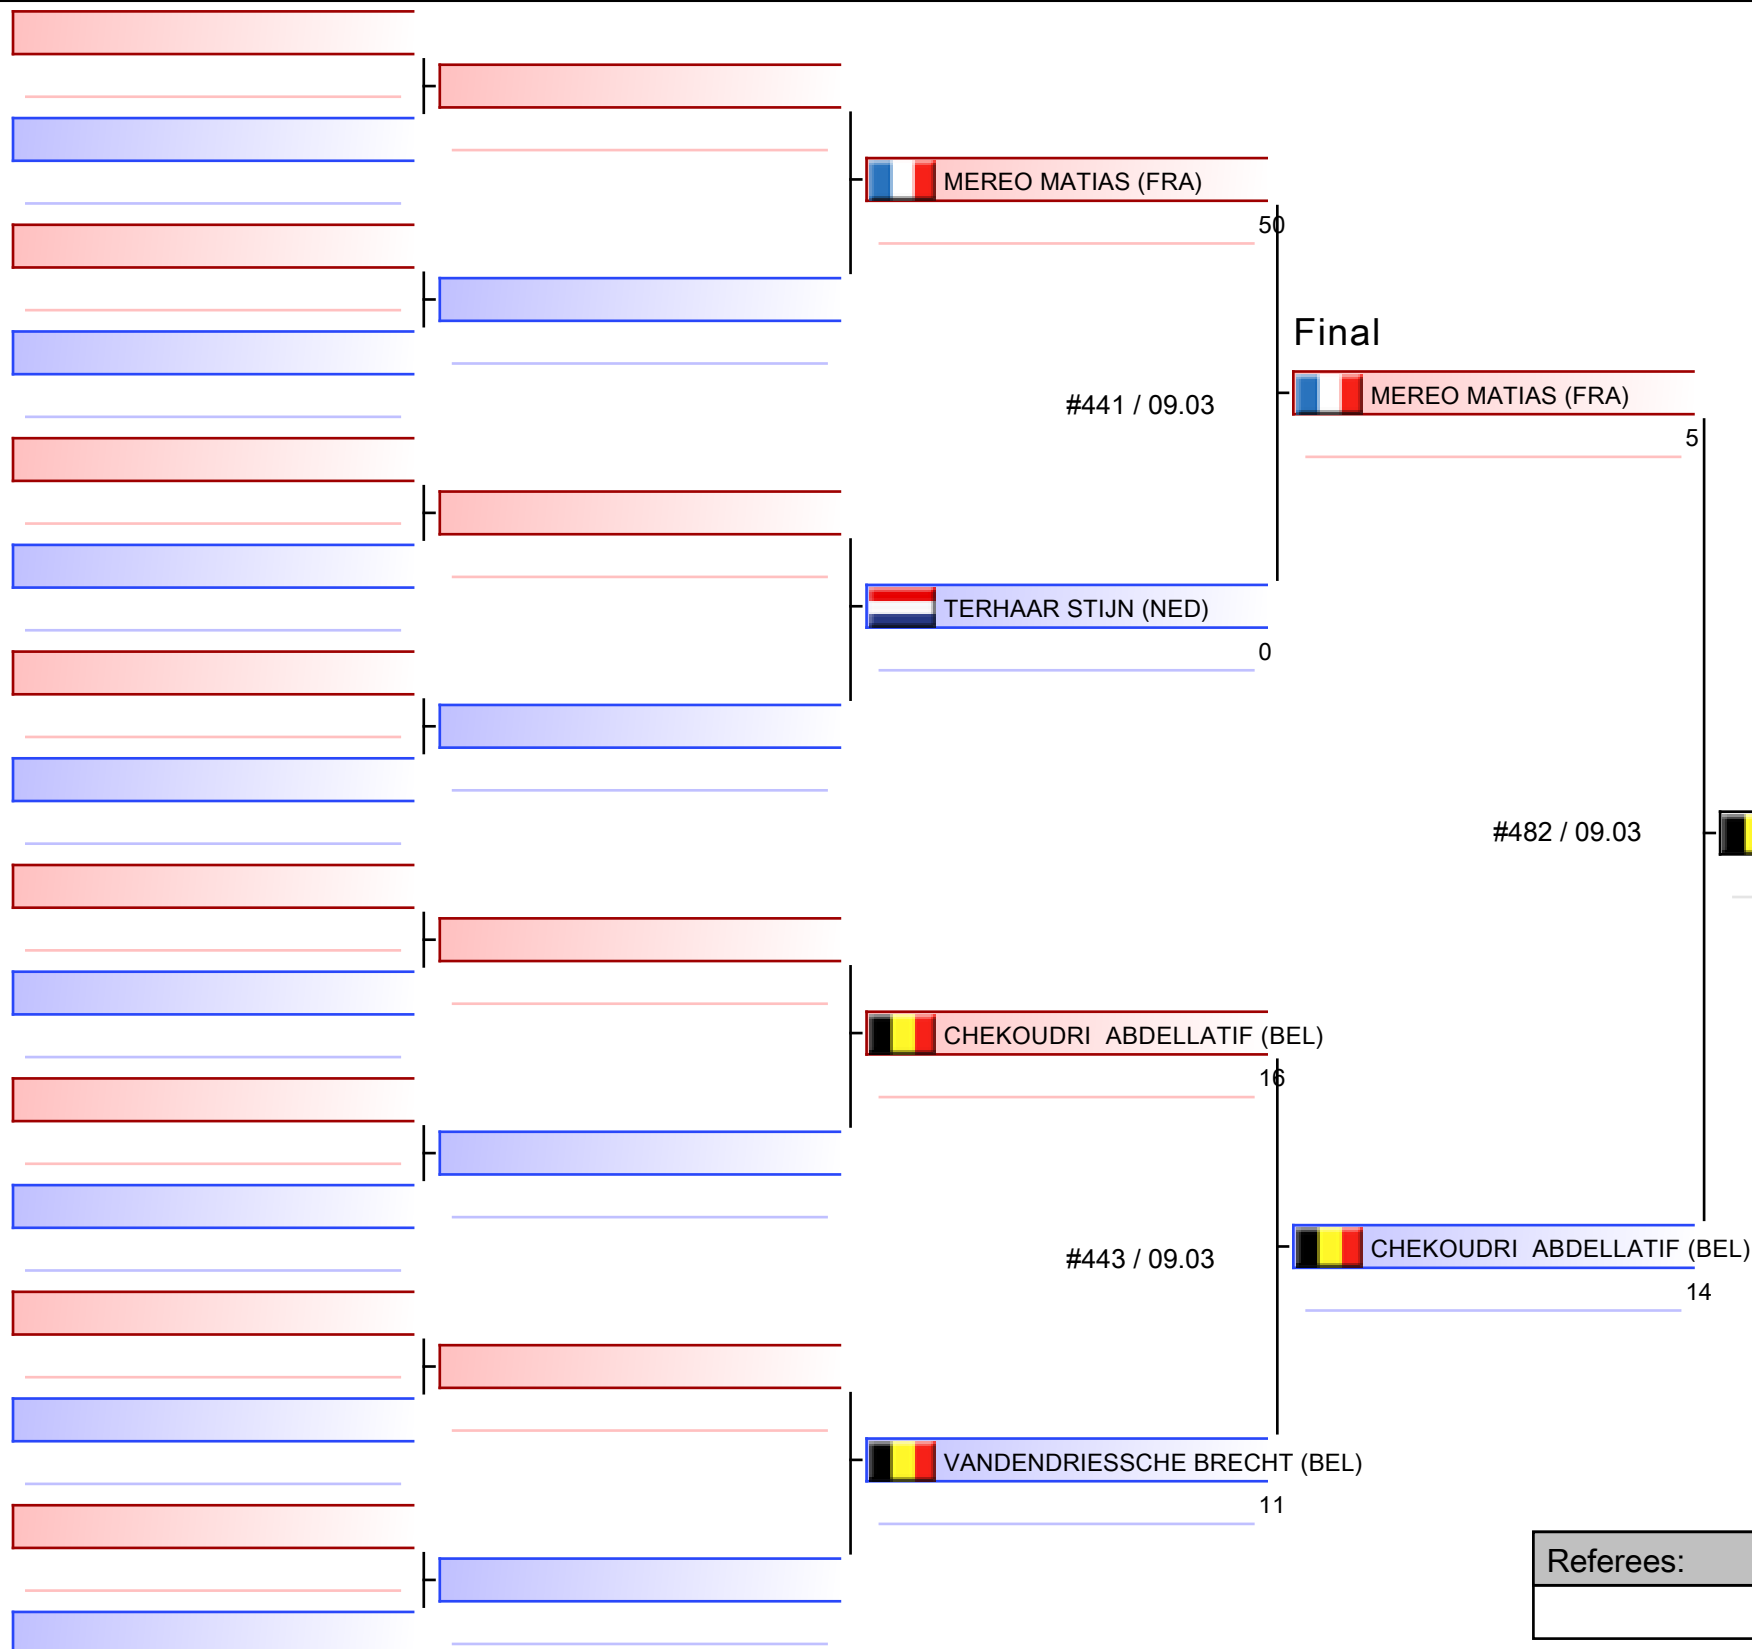 MEREO MATIAS (FRA)
50
Final
#441 / 09.03
MEREO MATIAS (FRA)
5
TERHAAR STIJN (NED)
0
#482 / 09.03
CHEKOUDRI  ABDELLATIF (BEL)
16
#443 / 09.03
CHEKOUDRI  ABDELLATIF (BEL)
14
VANDENDRIESSCHE BRECHT (BEL)
11
Referees: